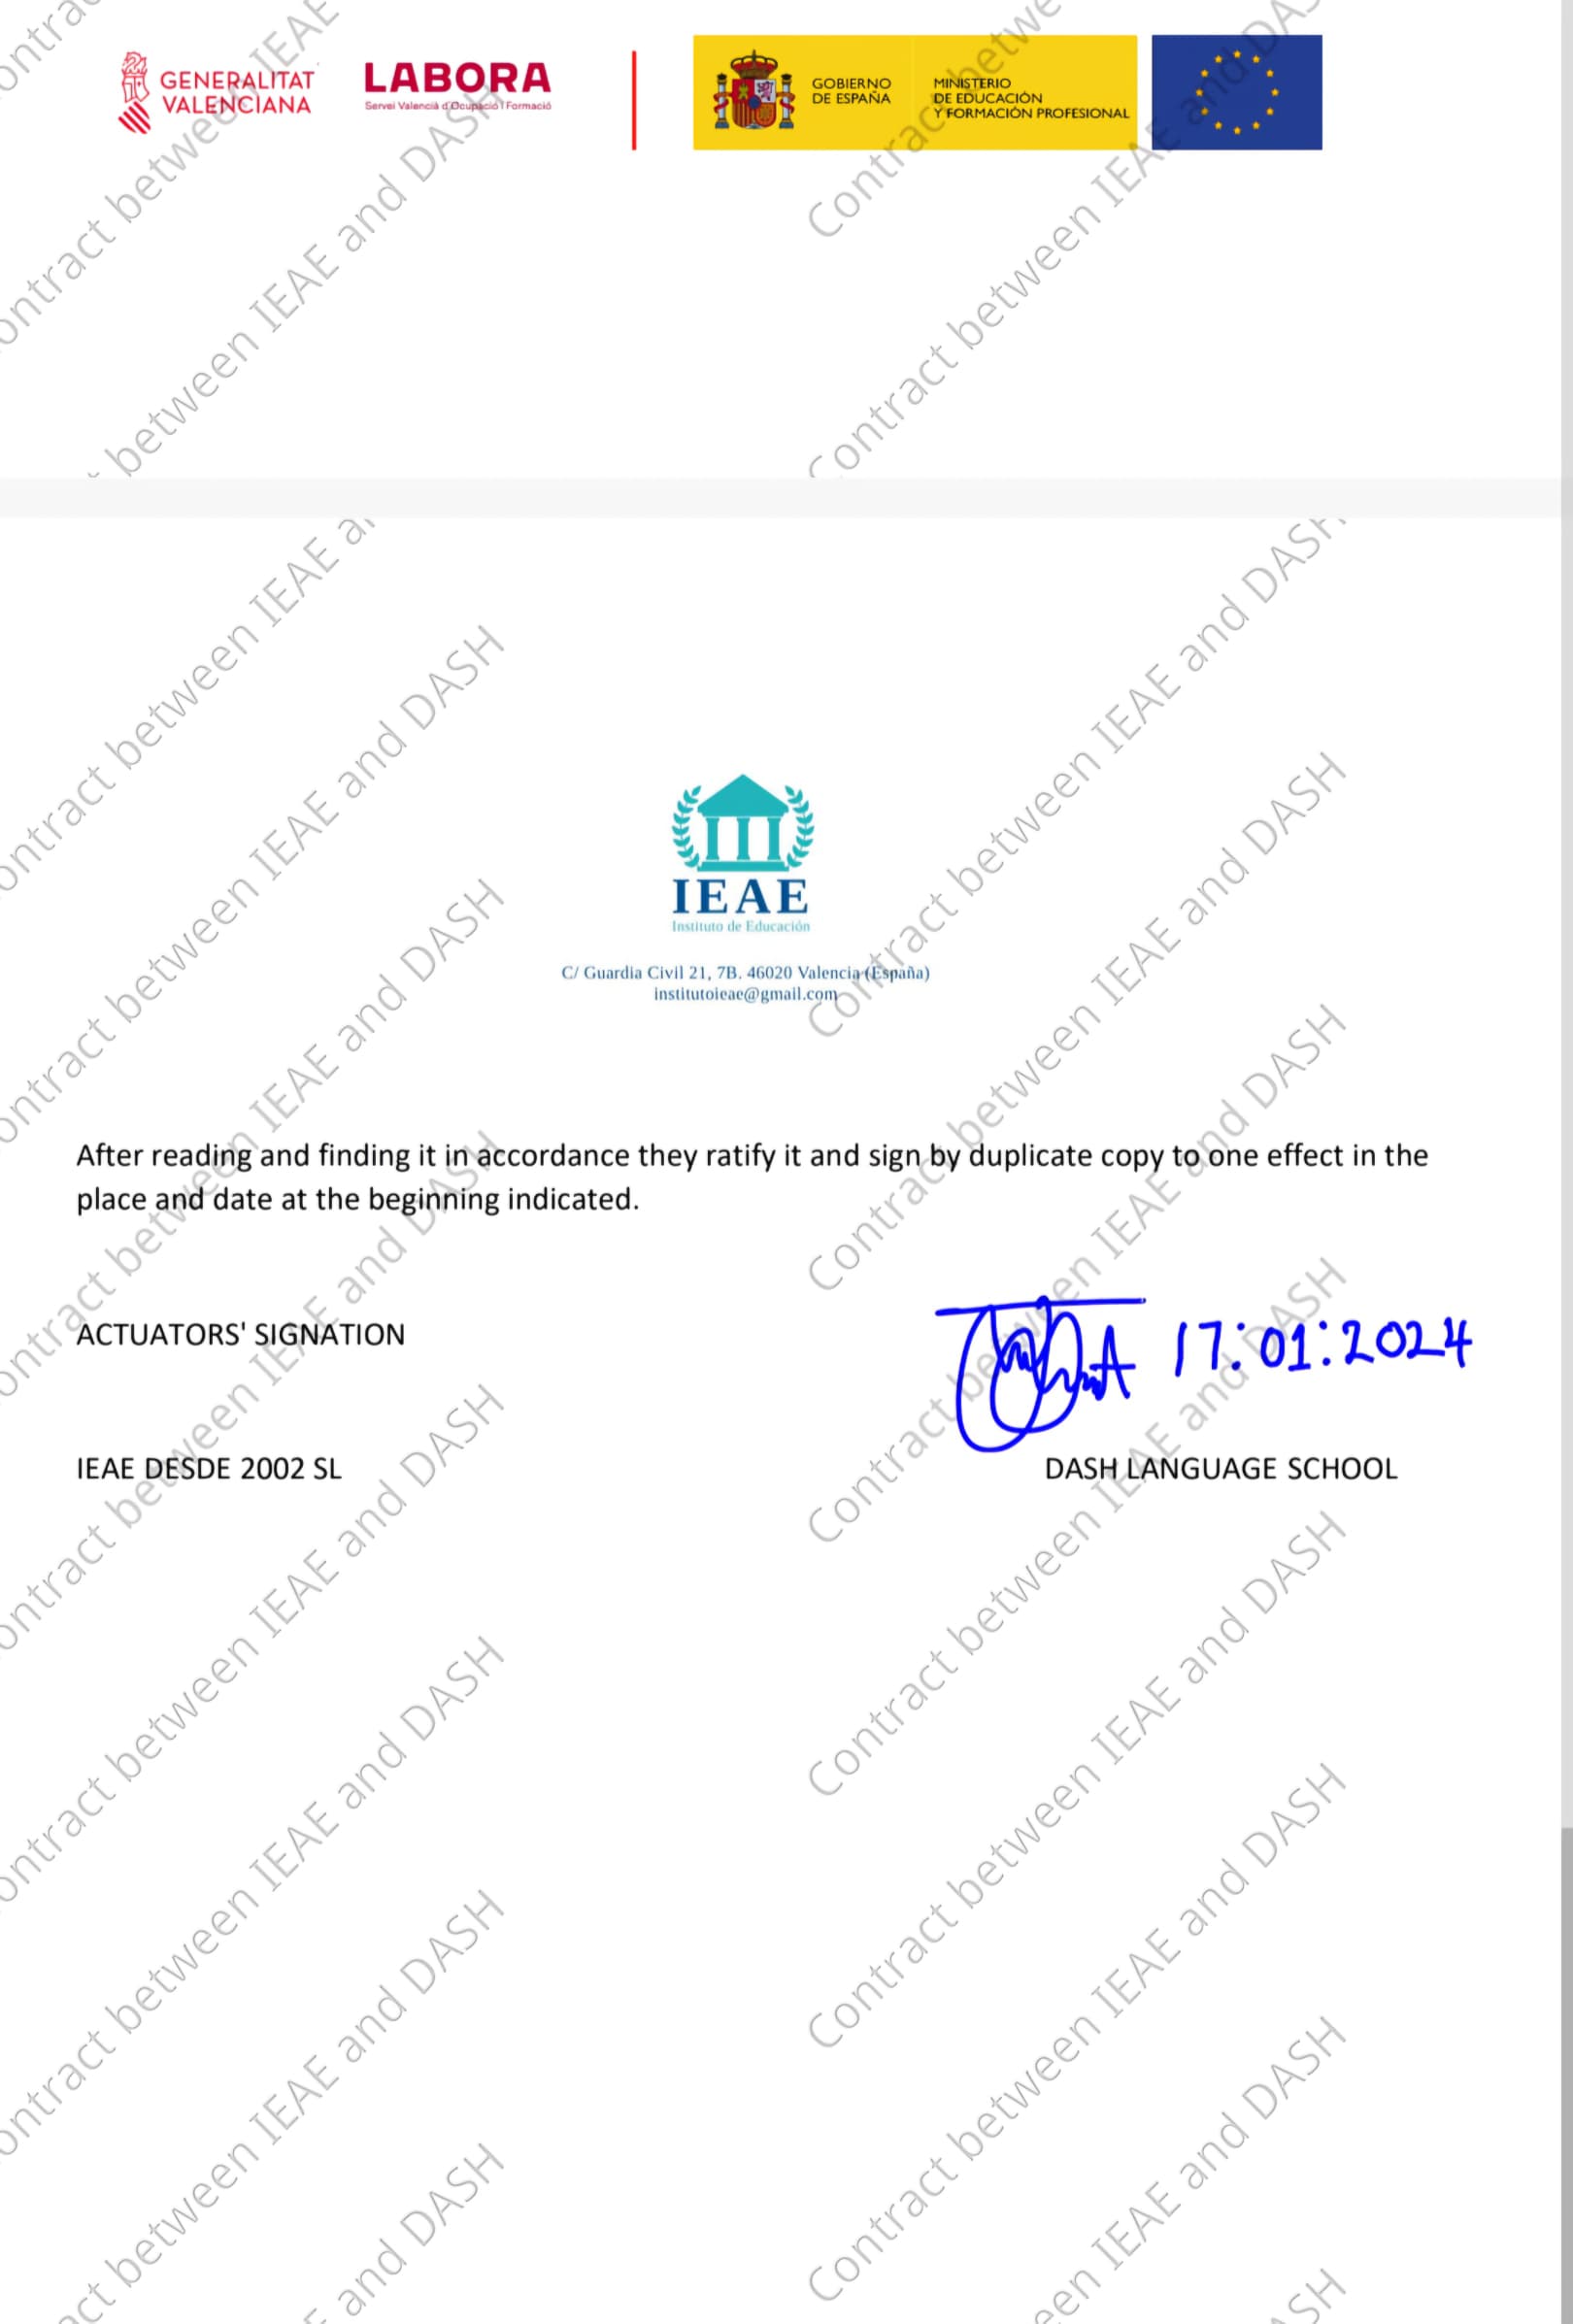 GENERALITAT
VALENCIANA
LABORA
Servei Valencià d'Ocupació i Formació
GOBIERNO
DE ESPAÑA
MINISTERIO
DE EDUCACIÓN
Y FORMACIÓN PROFESIONAL
IEAE
Instituto de Educación
C/ Guardia Civil 21, 7B. 46020 Valencia (España)
institutoieae@gmail.com
After reading and finding it in accordance they ratify it and sign by duplicate copy to one effect in the
place and date at the beginning indicated.
ACTUATORS' SIGNATION
17:01:2024
IEAE DESDE 2002 SL
DASH LANGUAGE SCHOOL
Contract between IEAE and DASH